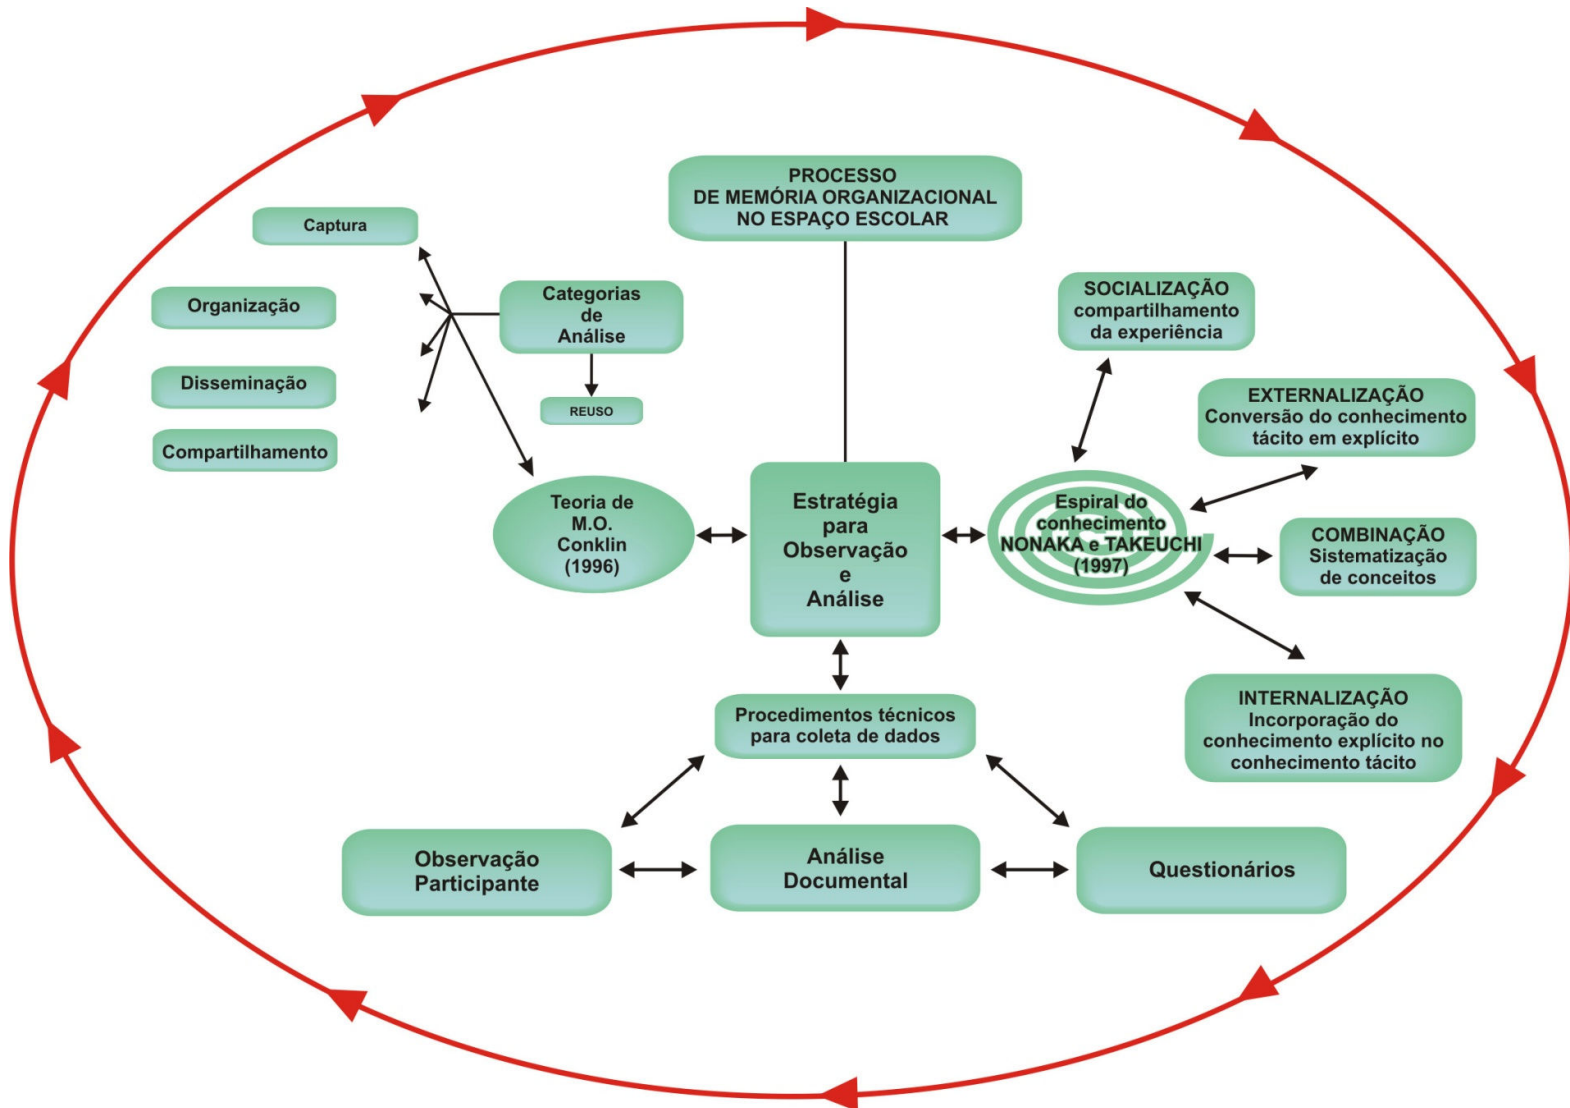 PROCESSO
DE MEMÓRIA ORGANIZACIONAL
NO ESPAÇO ESCOLAR
Captura
Organização
Disseminação
Compartilhamento
Categorias
de
Análise
REUSO
Teoria de
M.O.
Conklin
(1996)
Estratégia
para
Observação
e
Análise
Espiral do
conhecimento
NONAKA e TAKEUCHI
(1997)
SOCIALIZAÇÃO
compartilhamento
da experiência
EXTERNALIZAÇÃO
Conversão do conhecimento
tácito em explícito
COMBINAÇÃO
Sistematização
de conceitos
INTERNALIZAÇÃO
Incorporação do
conhecimento explícito no
conhecimento tácito
Procedimentos técnicos
para coleta de dados
Observação
Participante
Análise
Documental
Questionários